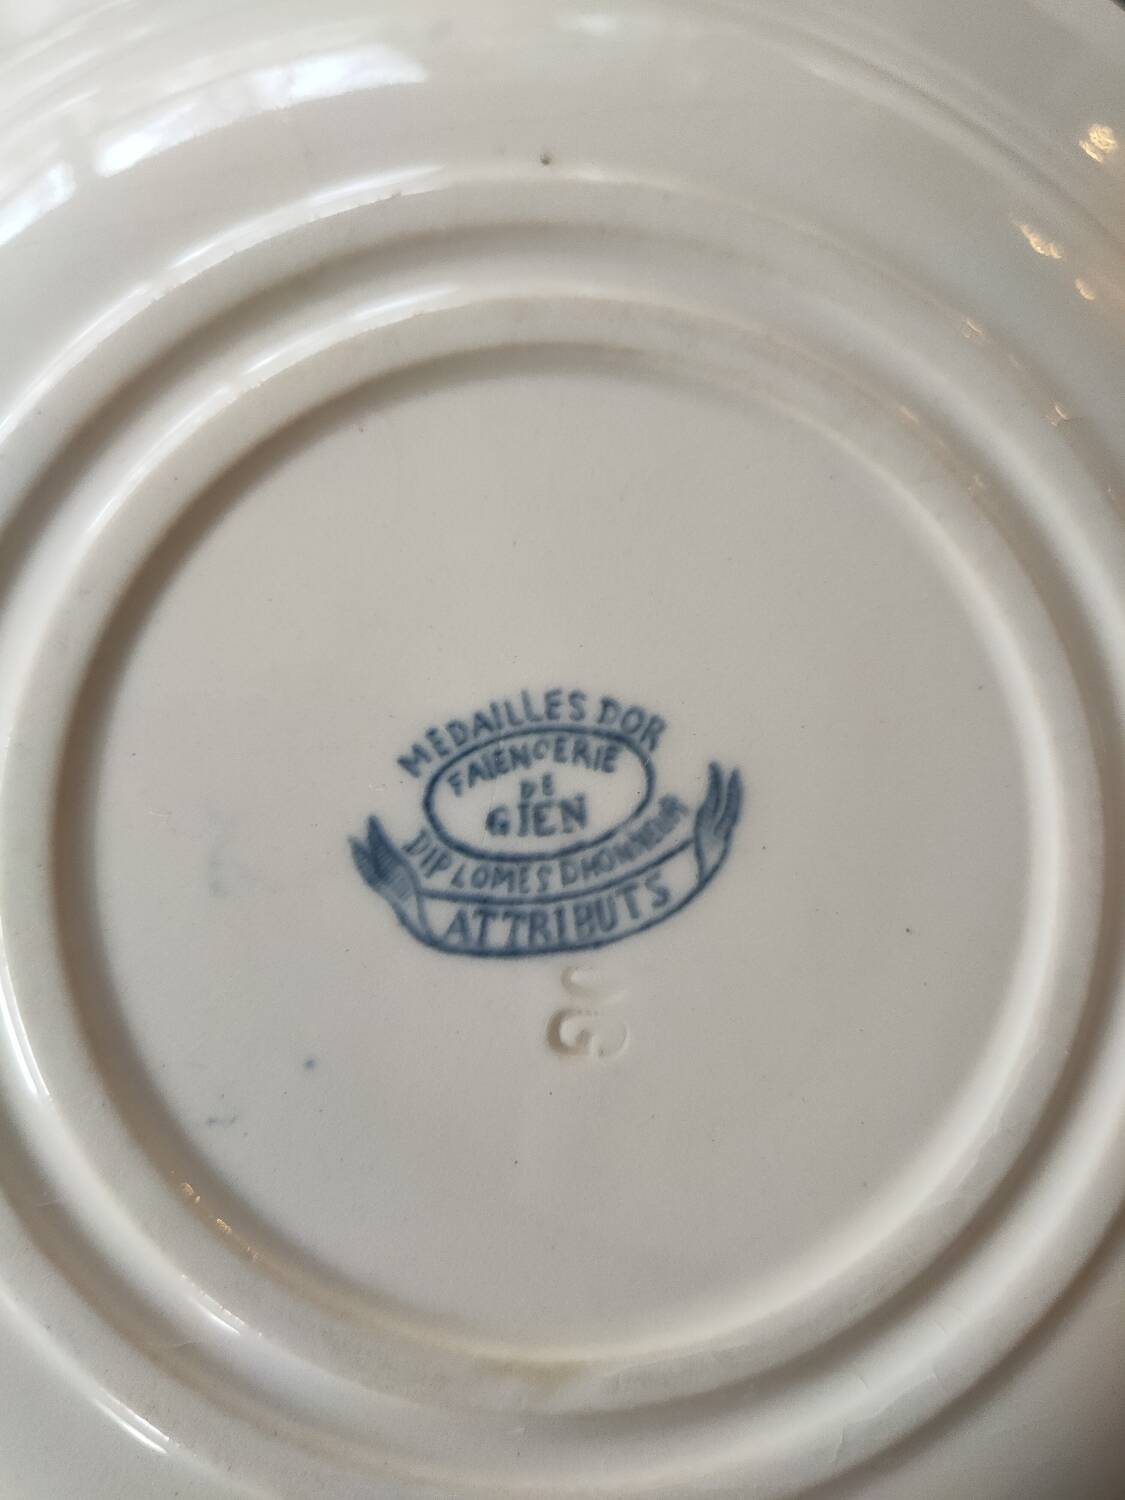 MEDAILLES D'OR
FAIENCERIE
DE
GIEN
DIPLOMES D'HONNEUR
ATTRIBUTS